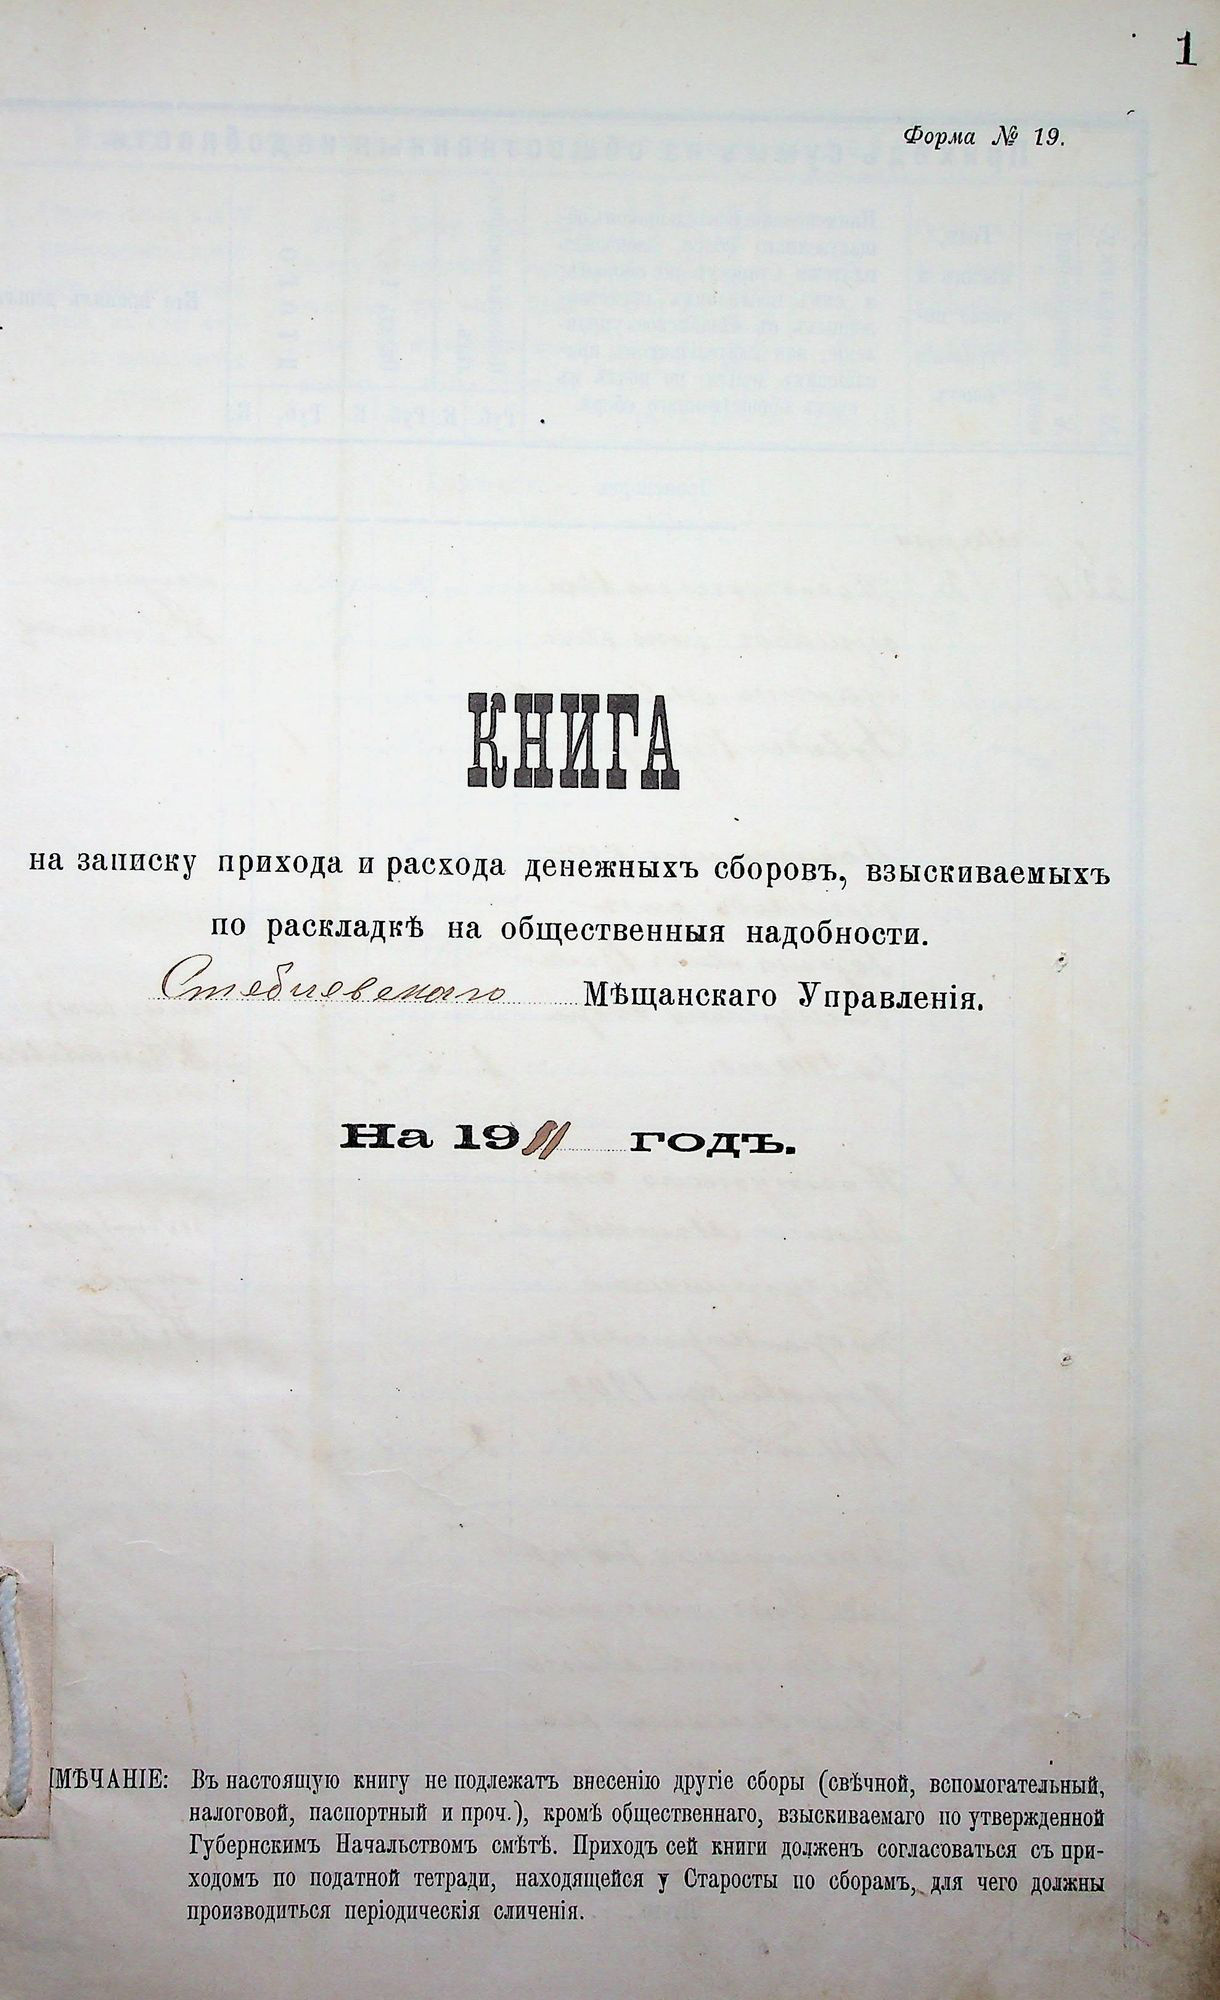 1
Форма № 19.
КНИГА
на записку прихода и расхода денежныхъ сборовъ, взыскиваемыхъ
по раскладкѣ на общественныя надобности.
Стеблевскаго Мѣщанскаго Управленія.
На 1911 годъ.
ІМѢЧАНІЕ: Въ настоящую книгу не подлежатъ внесенію другіе сборы (свѣчной, вспомогательный,
налоговой, паспортный и проч.), кромѣ общественнаго, взыскиваемаго по утвержденной
Губернскимъ Начальствомъ смѣтѣ. Приходъ сей книги долженъ согласоваться съ при-
ходомъ по податной тетради, находящейся у Старосты по сборамъ, для чего должны
производиться періодическія сличенія.